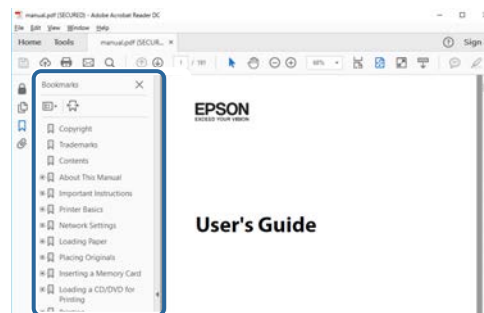 manual.pdf (SECURED) - Adobe Acrobat Reader DC
File Edit View Window Help
Home Tools manual.pdf (SECUR... ×
Sign
1 / 181
Bookmarks
Copyright
Trademarks
Contents
About This Manual
Important Instructions
Printer Basics
Network Settings
Loading Paper
Placing Originals
Inserting a Memory Card
Loading a CD/DVD for
Printing
EPSON
EXCEED YOUR VISION
User's Guide